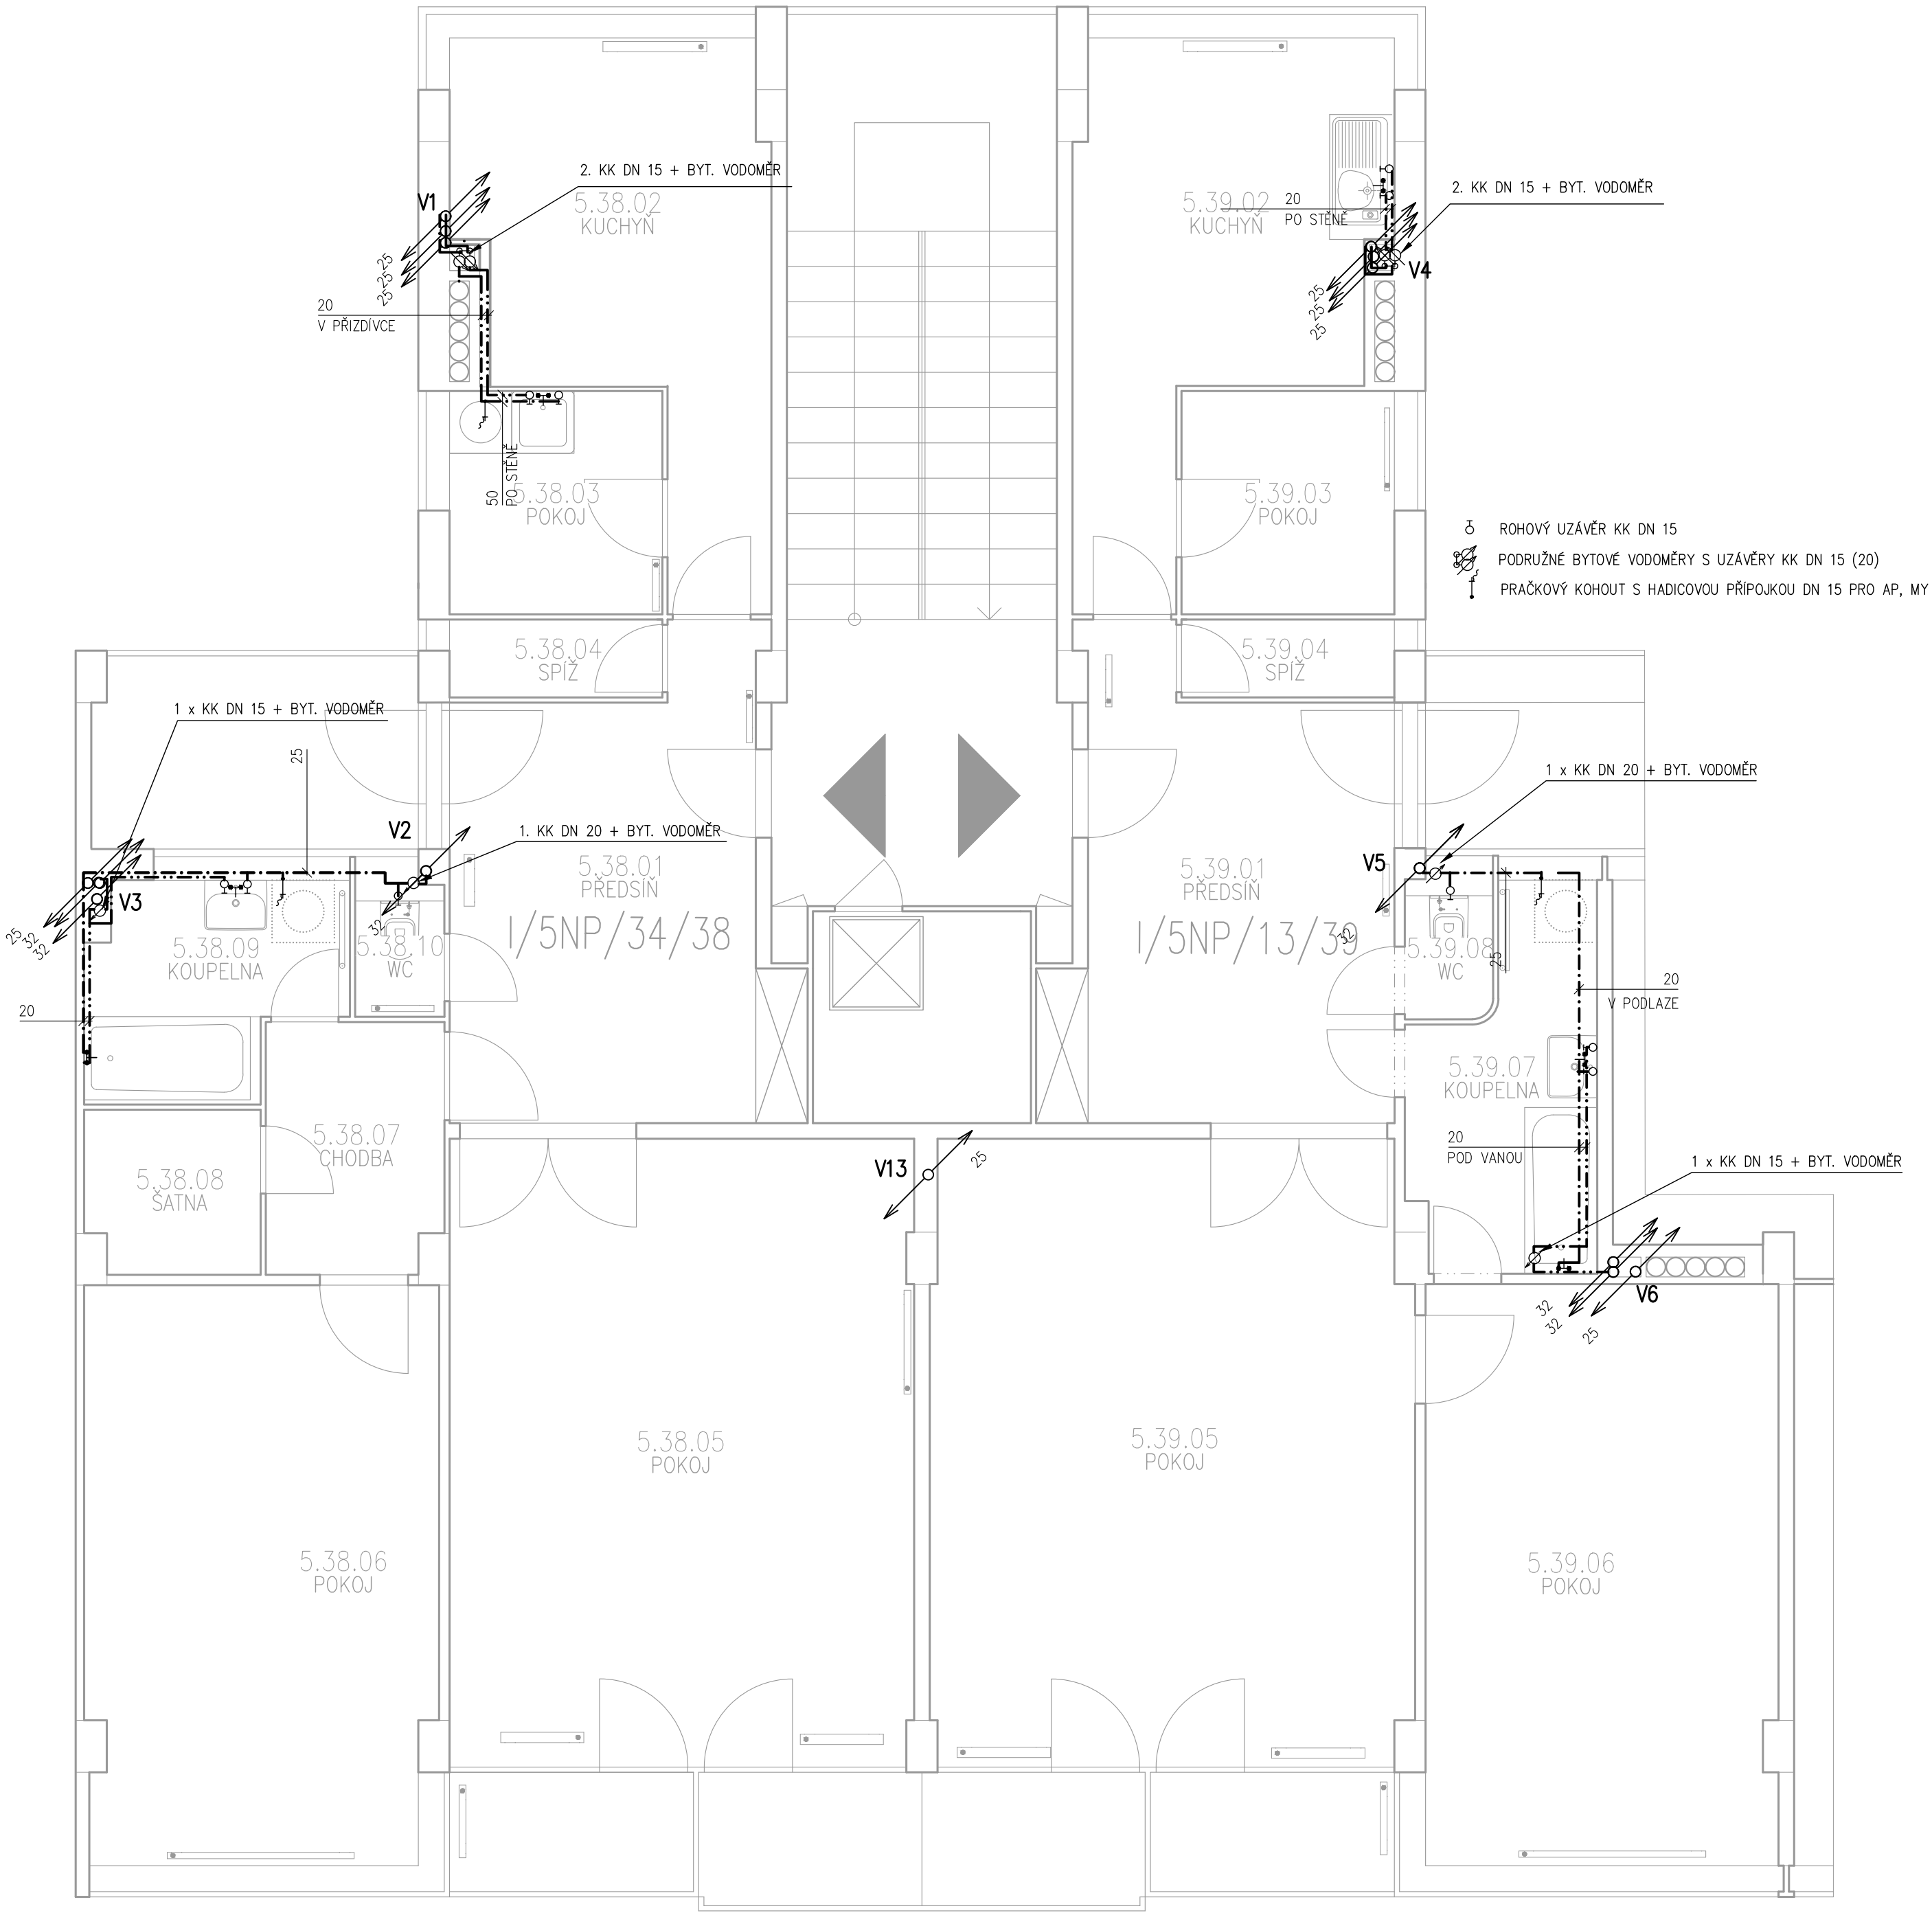 2. KK DN 15 + BYT. VODOMĚR
V1
5.38.02
KUCHYŇ
25
25
25
20
V PŘIZDÍVCE
50
PO STĚNĚ
5.38.03
POKOJ
5.38.04
SPÍŽ
2. KK DN 15 + BYT. VODOMĚR
5.39.02
KUCHYŇ
20
PO STĚNĚ
V4
25
25
25
5.39.03
POKOJ
5.39.04
SPÍŽ
ROHOVÝ UZÁVĚR KK DN 15
PODRUŽNÉ BYTOVÉ VODOMĚRY S UZÁVĚRY KK DN 15 (20)
PRAČKOVÝ KOHOUT S HADICOVOU PŘÍPOJKOU DN 15 PRO AP, MY
1 x KK DN 15 + BYT. VODOMĚR
25
V2
1. KK DN 20 + BYT. VODOMĚR
5.38.01
PŘEDSÍŇ
I/5NP/34/38
V3
25
32
32
32
5.38.09
KOUPELNA
5.38.10
WC
20
5.38.07
CHODBA
5.38.08
ŠATNA
1 x KK DN 20 + BYT. VODOMĚR
V5
5.39.01
PŘEDSÍŇ
I/5NP/13/39
32
5.39.08
WC
25
20
V PODLAZE
5.39.07
KOUPELNA
20
POD VANOU
1 x KK DN 15 + BYT. VODOMĚR
V13
25
V6
32
32
25
5.38.05
POKOJ
5.39.05
POKOJ
5.38.06
POKOJ
5.39.06
POKOJ